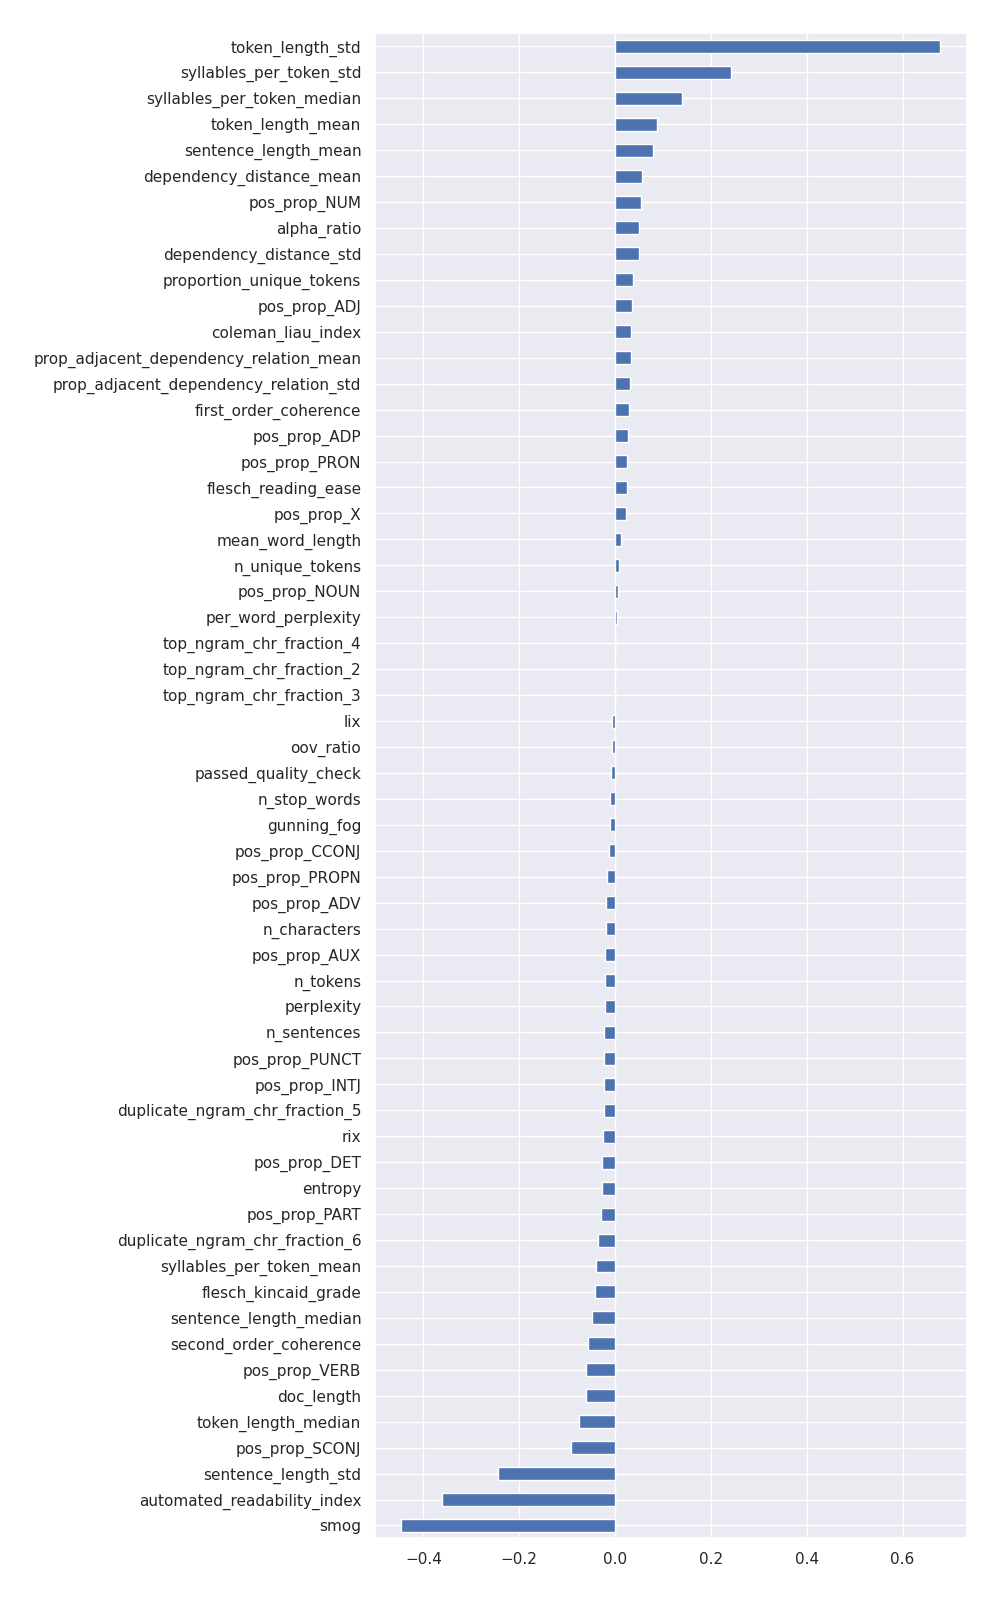 token_length_std
syllables_per_token_std
syllables_per_token_median
token_length_mean
sentence_length_mean
dependency_distance_mean
pos_prop_NUM
alpha_ratio
dependency_distance_std
proportion_unique_tokens
pos_prop_ADJ
coleman_liau_index
prop_adjacent_dependency_relation_mean
prop_adjacent_dependency_relation_std
first_order_coherence
pos_prop_ADP
pos_prop_PRON
flesch_reading_ease
pos_prop_X
mean_word_length
n_unique_tokens
pos_prop_NOUN
per_word_perplexity
top_ngram_chr_fraction_4
top_ngram_chr_fraction_2
top_ngram_chr_fraction_3
lix
oov_ratio
passed_quality_check
n_stop_words
gunning_fog
pos_prop_CCONJ
pos_prop_PROPN
pos_prop_ADV
n_characters
pos_prop_AUX
n_tokens
perplexity
n_sentences
pos_prop_PUNCT
pos_prop_INTJ
duplicate_ngram_chr_fraction_5
rix
pos_prop_DET
entropy
pos_prop_PART
duplicate_ngram_chr_fraction_6
syllables_per_token_mean
flesch_kincaid_grade
sentence_length_median
second_order_coherence
pos_prop_VERB
doc_length
token_length_median
pos_prop_SCONJ
sentence_length_std
automated_readability_index
smog
−0.4 −0.2 0.0 0.2 0.4 0.6